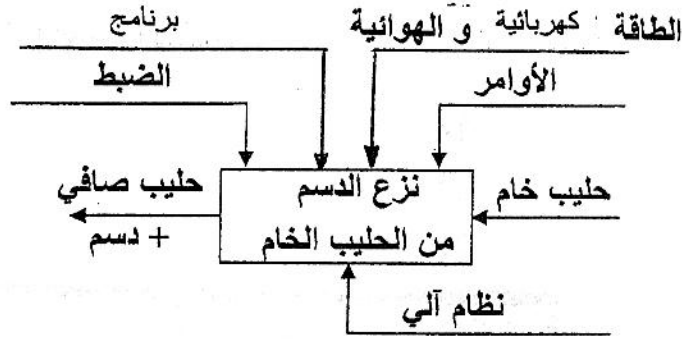 الطاقة كهربائية و الهوائية
برنامج
الأوامر
الضبط
حليب خام
نزع الدسم
من الحليب الخام
حليب صافي
+ دسم
نظام آلي